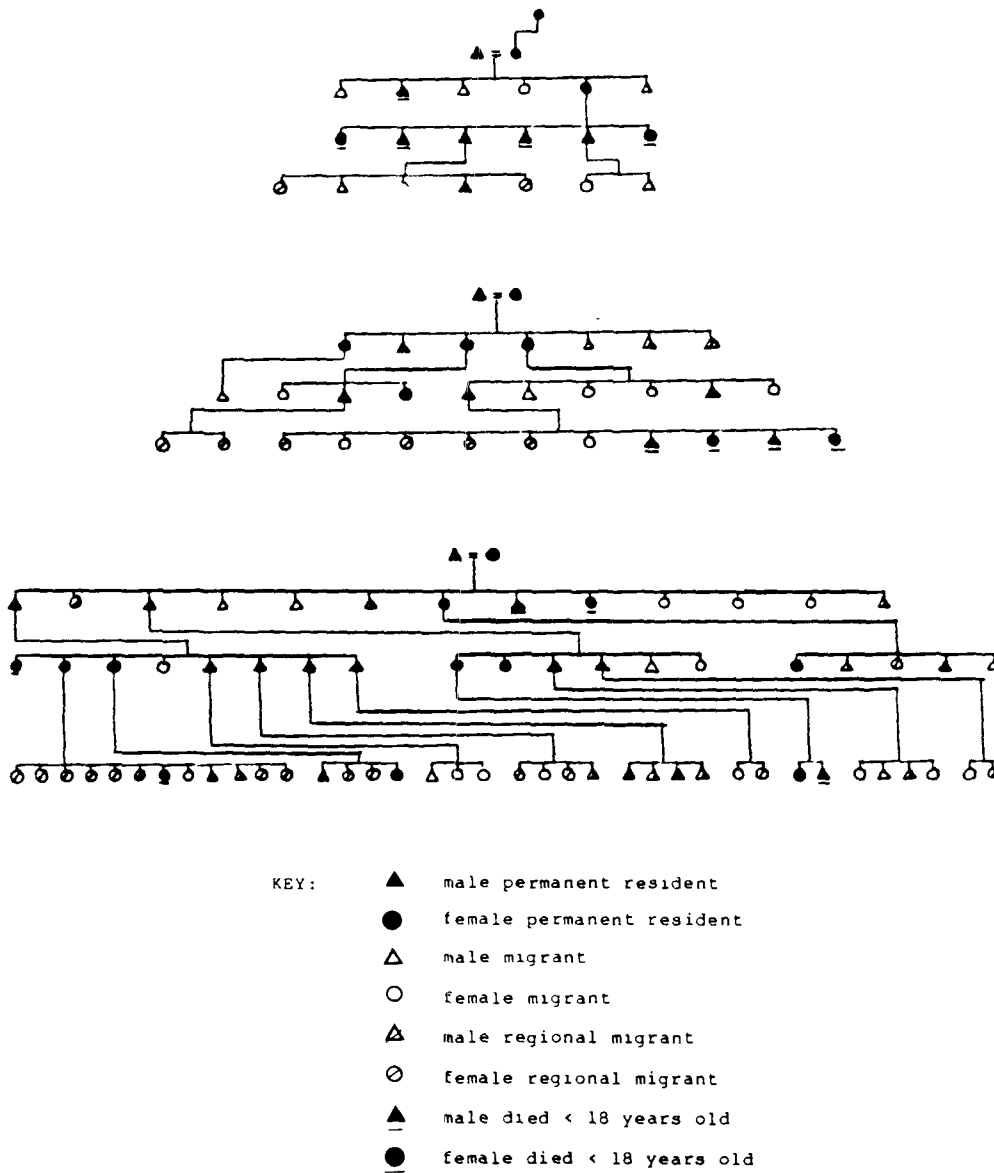 KEY:
male permanent resident
female permanent resident
male migrant
female migrant
male regional migrant
female regional migrant
male died < 18 years old
female died < 18 years old